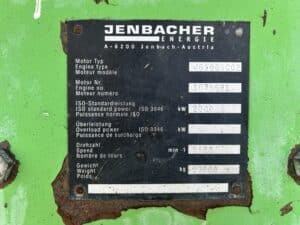 JENBACHER
ENERGIE
A-6200 Jenbach-Austria
Motor Typ
Engine type
Moteur modèle
Motor Nr.
Engine no.
Moteur numéro
ISO-Standardleistung
ISO standard power ISO 3046 kW
Puissance normale ISO
Überleistung
Overload power ISO 3046 kW
Puissance de surcharge
Drehzahl
Speed min-1
Nombre de tours
Gewicht
Weight kg
Poids